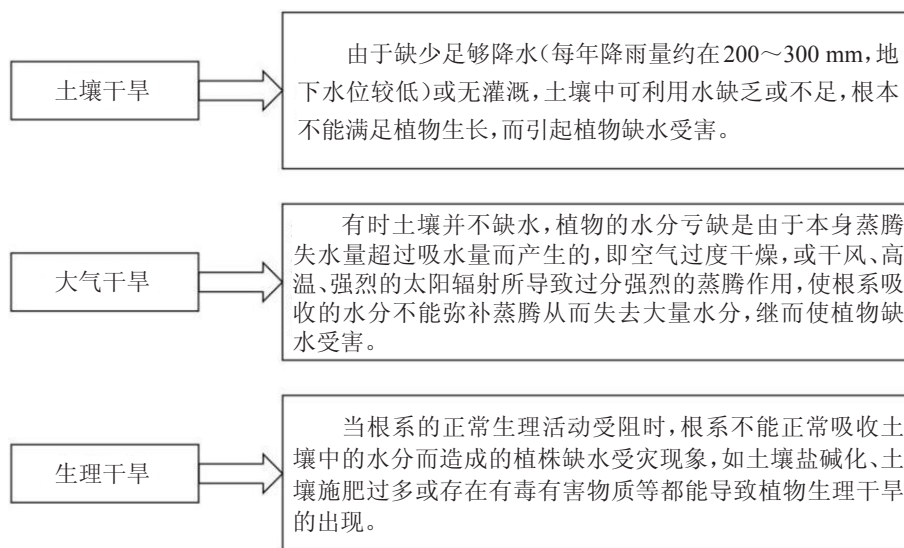 土壤干旱
由于缺少足够降水(每年降雨量约在200～300 mm,地
下水位较低)或无灌溉,土壤中可利用水缺乏或不足,根本
不能满足植物生长,而引起植物缺水受害。
大气干旱
有时土壤并不缺水,植物的水分亏缺是由于本身蒸腾
失水量超过吸水量而产生的,即空气过度干燥,或干风、高
温、强烈的太阳辐射所导致过分强烈的蒸腾作用,使根系吸
收的水分不能弥补蒸腾从而失去大量水分,继而使植物缺
水受害。
生理干旱
当根系的正常生理活动受阻时,根系不能正常吸收土
壤中的水分而造成的植株缺水受灾现象,如土壤盐碱化、土
壤施肥过多或存在有毒有害物质等都能导致植物生理干旱
的出现。